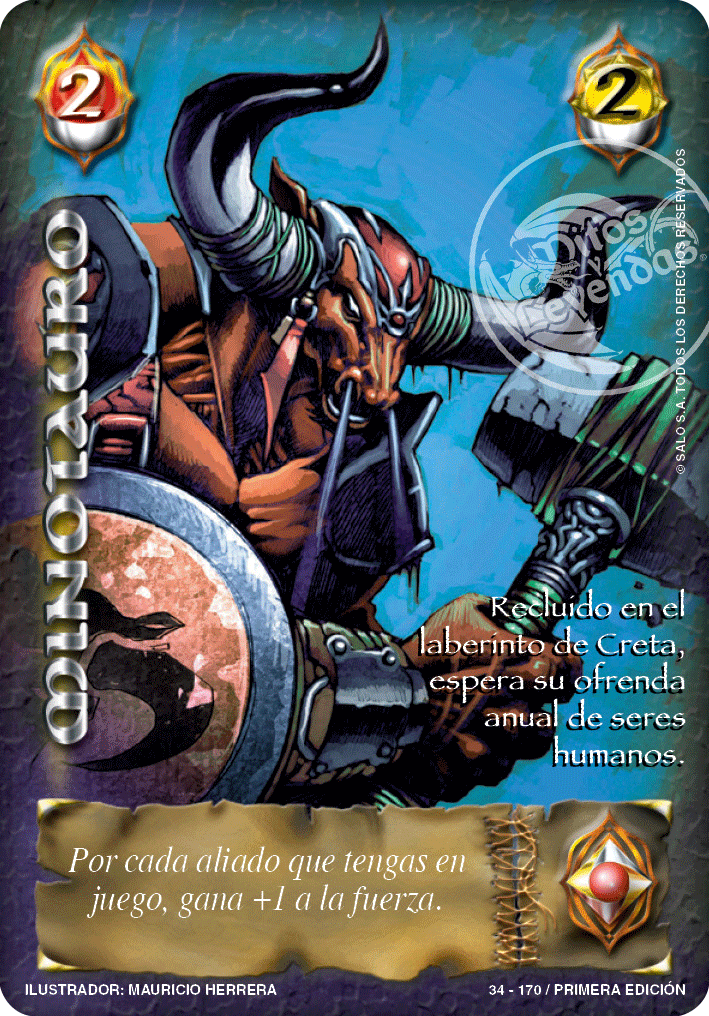 2
2
MINOTAURO
Mitos
y
Leyendas
© SALO S.A. TODOS LOS DERECHOS RESERVADOS
Recluido en el
laberinto de Creta,
espera su ofrenda
anual de seres
humanos.
Por cada aliado que tengas en
juego, gana +1 a la fuerza.
ILUSTRADOR: MAURICIO HERRERA
34 - 170 / PRIMERA EDICIÓN